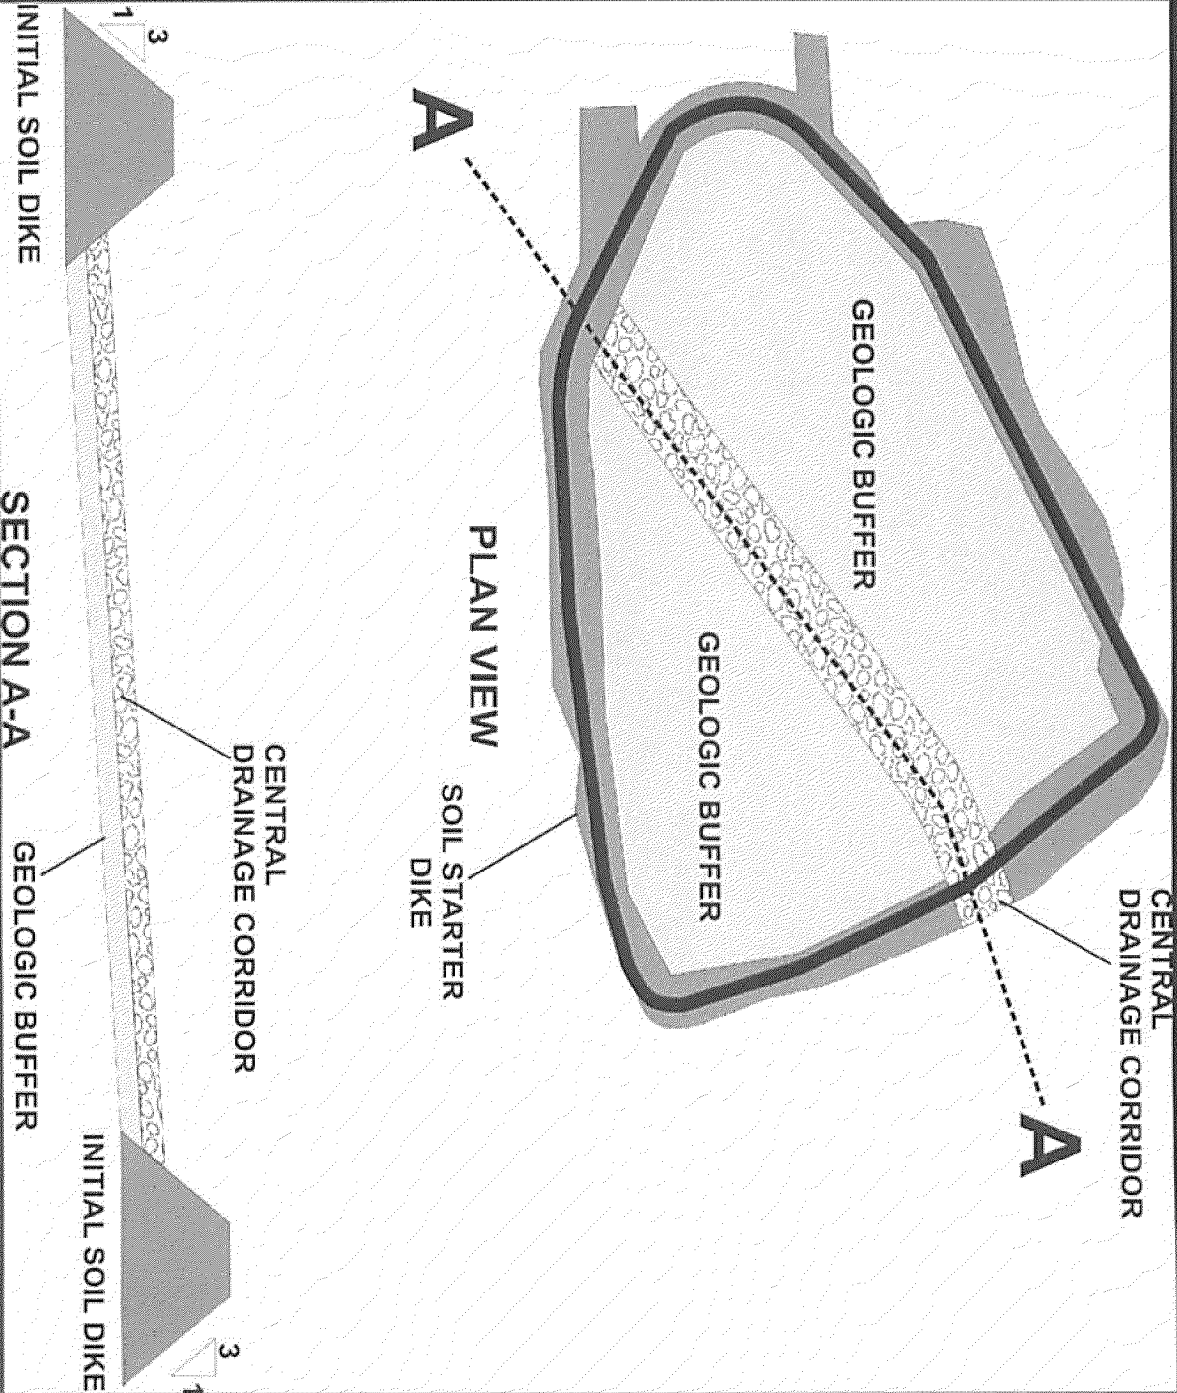 CENTRAL
DRAINAGE CORRIDOR
A
GEOLOGIC BUFFER
GEOLOGIC BUFFER
A
PLAN VIEW
SOIL STARTER
DIKE
CENTRAL
DRAINAGE CORRIDOR
3
1
INITIAL SOIL DIKE
3
1
INITIAL SOIL DIKE
GEOLOGIC BUFFER
SECTION A-A